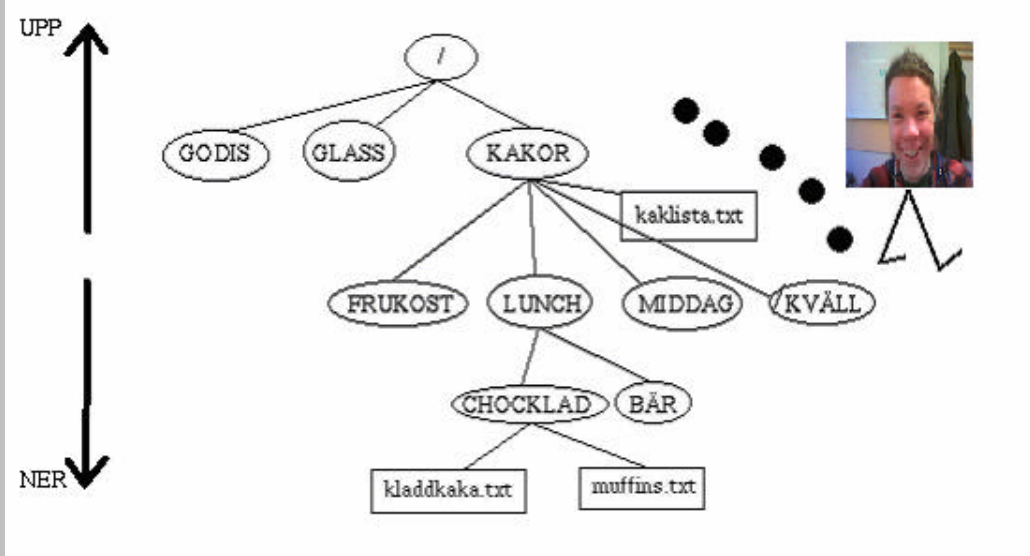 UPP
/
GODIS GLASS KAKOR
kaklista.txt
FRUKOST LUNCH MIDDAG KVÄLL
CHOCKLAD BÄR
NER
kladdkaka.txt muffins.txt